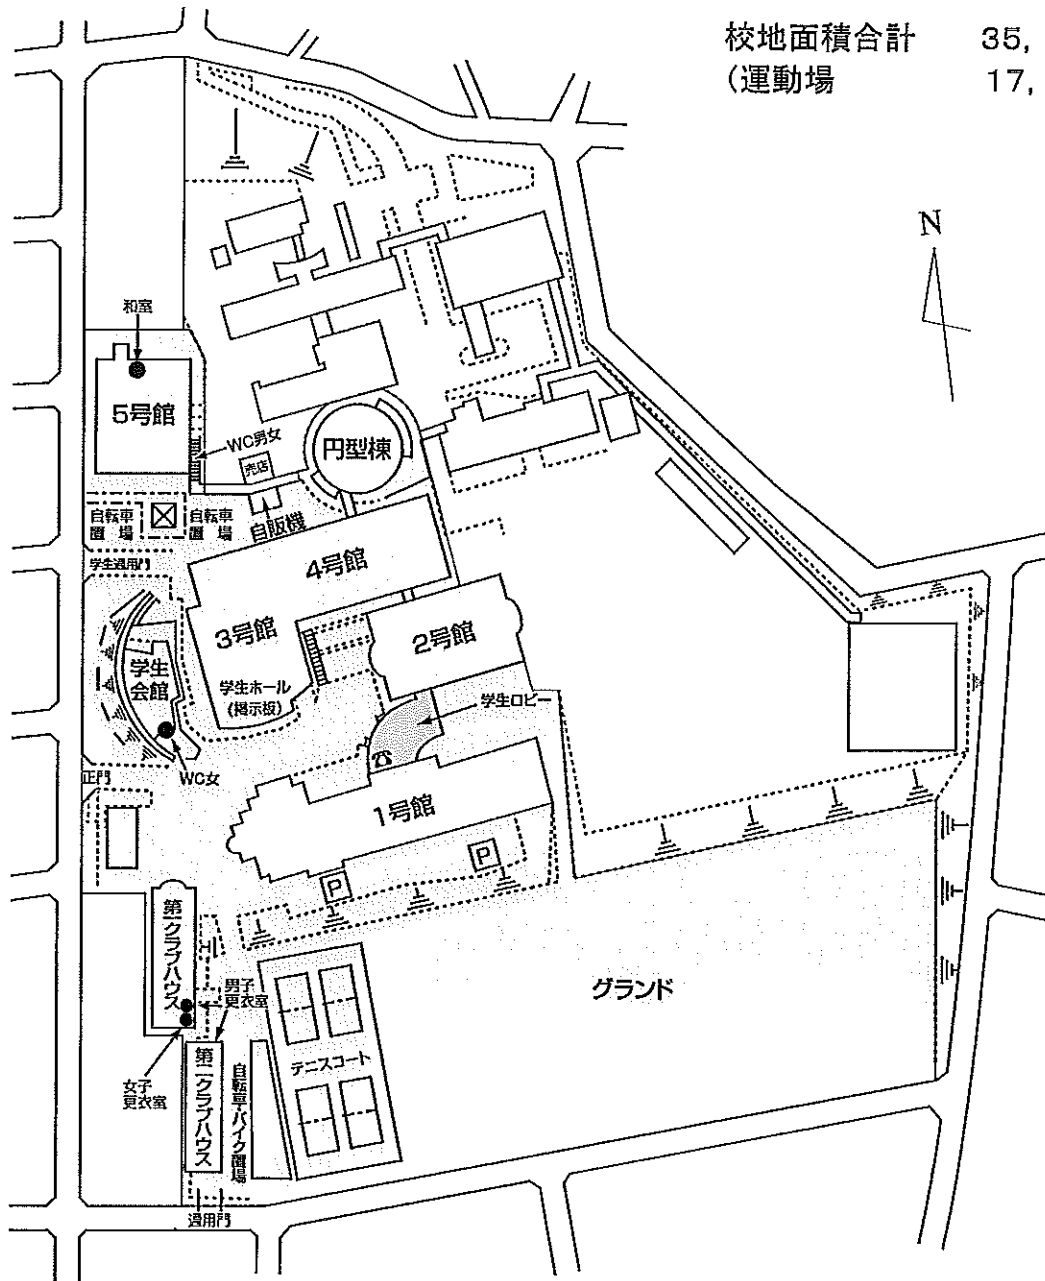 校地面積合計 35,
(運動場 17,
N
和室
5号館
WC男女
売店
円型棟
自転車
置場
自転車
置場
自販機
学生通用門
4号館
3号館
2号館
学生
会館
学生ホール
(掲示板)
学生ロビー
正門
WC女
1号館
P
P
第一クラブハウス
男子
更衣室
グランド
テニスコート
女子
更衣室
第二クラブハウス
自転車・バイク置場
通用門